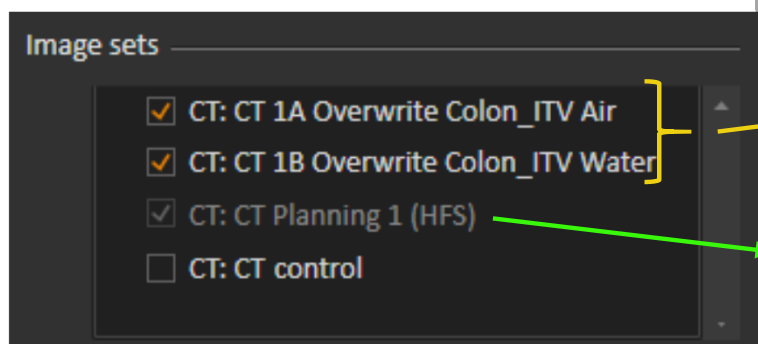 Image sets
CT: CT 1A Overwrite Colon_ITV Air
CT: CT 1B Overwrite Colon_ITV Water
CT: CT Planning 1 (HFS)
CT: CT control